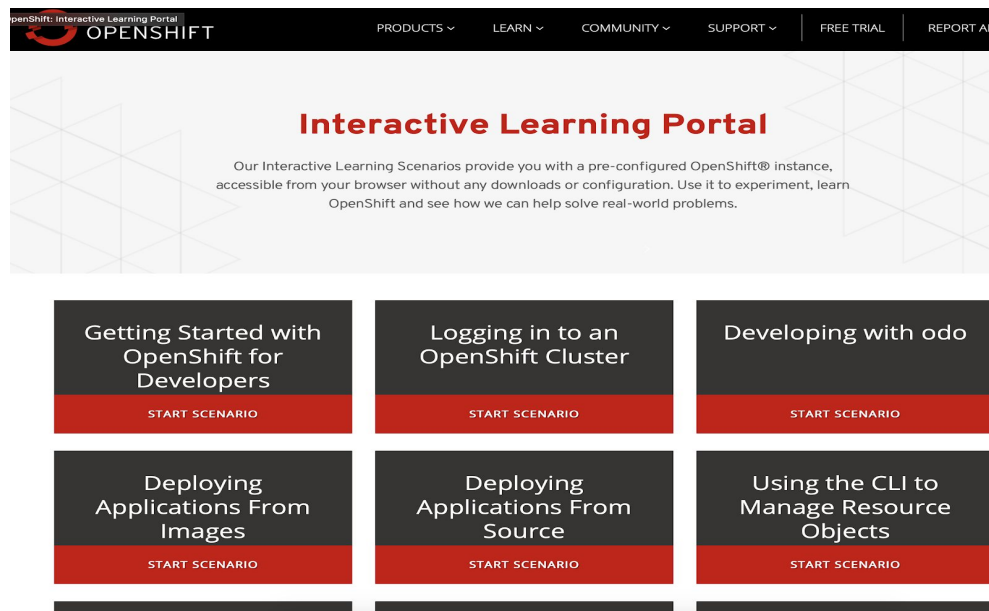 penShift: Interactive Learning Portal
OPENSHIFT
PRODUCTS LEARN COMMUNITY SUPPORT FREE TRIAL REPORT
Interactive Learning Portal
Our Interactive Learning Scenarios provide you with a pre-configured OpenShift® instance,
accessible from your browser without any downloads or configuration. Use it to experiment, learn
OpenShift and see how we can help solve real-world problems.
Getting Started with
OpenShift for
Developers
START SCENARIO
Logging in to an
OpenShift Cluster
START SCENARIO
Developing with odo
START SCENARIO
Deploying
Applications From
Images
START SCENARIO
Deploying
Applications From
Source
START SCENARIO
Using the CLI to
Manage Resource
Objects
START SCENARIO